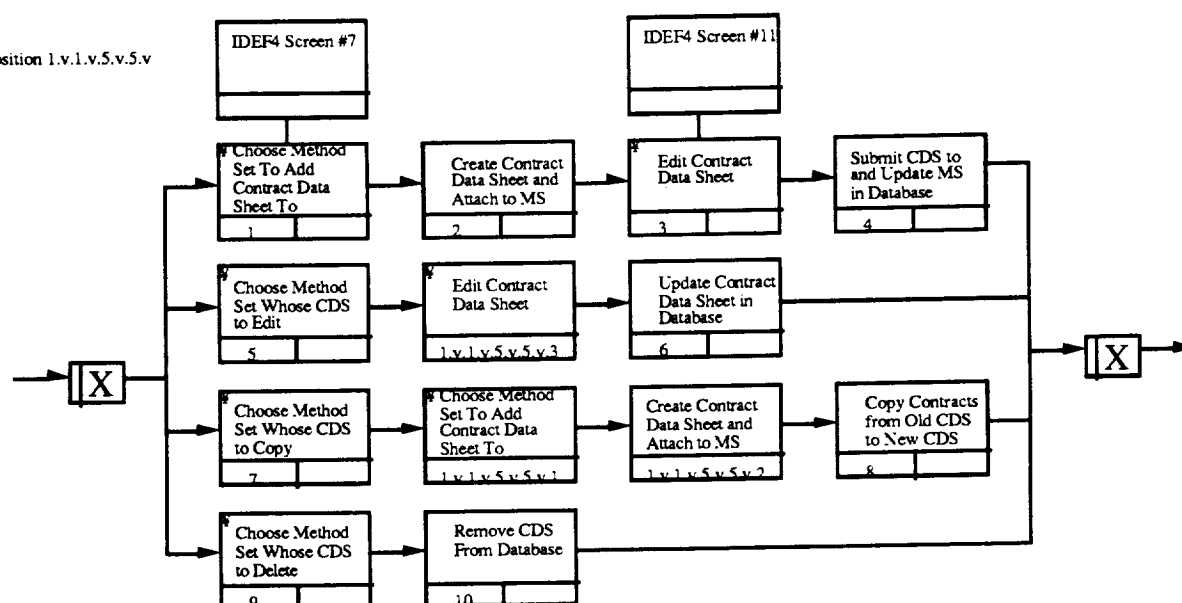 IDEF4 Screen #7
IDEF4 Screen #11
sition 1.v.1.v.5.v.5.v
¥ Choose Method
Set To Add
Contract Data
Sheet To
1
Create Contract
Data Sheet and
Attach to MS
2
¥
Edit Contract
Data Sheet
3
Submit CDS to
and Update MS
in Database
4
¥
Choose Method
Set Whose CDS
to Edit
5
¥
Edit Contract
Data Sheet
1.v.1.v.5.v.5.v.3
Update Contract
Data Sheet in
Database
6
X
X
¥
Choose Method
Set Whose CDS
to Copy
7
¥ Choose Method
Set To Add
Contract Data
Sheet To
1.v.1.v.5.v.5.v.1
Create Contract
Data Sheet and
Attach to MS
1.v.1.v.5.v.5.v.2
Copy Contracts
from Old CDS
to New CDS
8
¥
Choose Method
Set Whose CDS
to Delete
9
Remove CDS
From Database
10